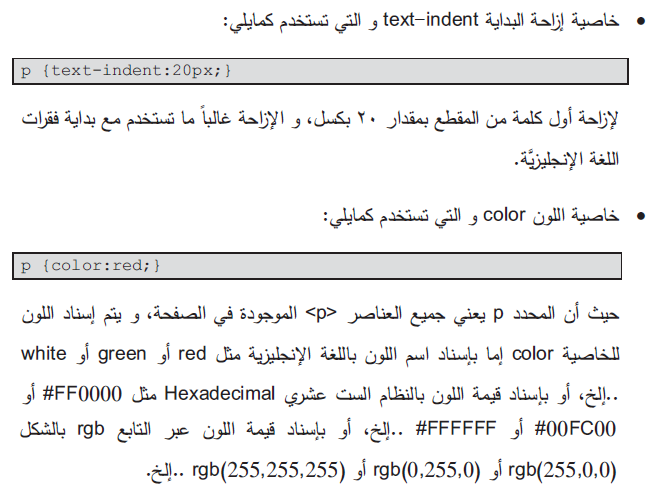 • خاصية إزاحة البداية text-indent و التي تستخدم كمايلي:
p {text-indent:20px;}
لإزاحة أول كلمة من المقطع بمقدار ٢٠ بكسل، و الإزاحة غالباً ما تستخدم مع بداية فقرات
اللغة الإنجليزيَّة.
• خاصية اللون color و التي تستخدم كمايلي:
p {color:red;}
حيث أن المحدد p يعني جميع العناصر <p> الموجودة في الصفحة، و يتم إسناد اللون
للخاصية color إما بإسناد اسم اللون باللغة الإنجليزية مثل red أو green أو white
..إلخ، أو بإسناد قيمة اللون بالنظام الست عشري Hexadecimal مثل #FF0000 أو
#00FC00 أو #FFFFFF ..إلخ، أو بإسناد قيمة اللون عبر التابع rgb بالشكل
rgb(255,0,0) أو rgb(0,255,0) أو rgb(255,255,255) ..إلخ.